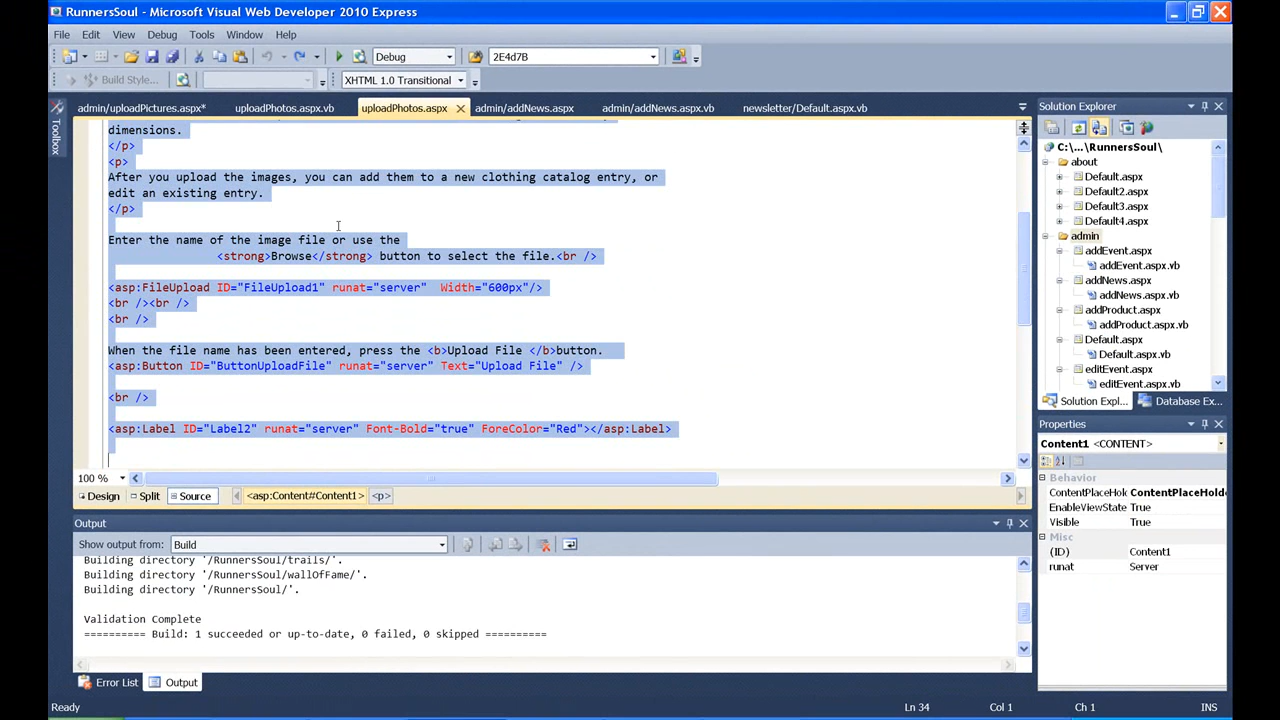 RunnersSoul - Microsoft Visual Web Developer 2010 Express
File Edit View Debug Tools Window Help
Debug 2E4d7B
Build Style... XHTML 1.0 Transitional
admin/uploadPictures.aspx* uploadPhotos.aspx.vb uploadPhotos.aspx admin/addNews.aspx admin/addNews.aspx.vb newsletter/Default.aspx.vb
Toolbox
dimensions.
</p>
<p>
After you upload the images, you can add them to a new clothing catalog entry, or
edit an existing entry.
</p>
Enter the name of the image file or use the
<strong>Browse</strong> button to select the file.<br />
<asp:FileUpload ID="FileUpload1" runat="server" Width="600px"/>
<br /><br />
<br />
When the file name has been entered, press the <b>Upload File </b>button.
<asp:Button ID="ButtonUploadFile" runat="server" Text="Upload File" />
<br />
<asp:Label ID="Label2" runat="server" Font-Bold="true" ForeColor="Red"></asp:Label>
100 %
Design Split Source <asp:Content#Content1> <p>
Output
Show output from: Build
Building directory '/RunnersSoul/trails/'.
Building directory '/RunnersSoul/wallOfFame/'.
Building directory '/RunnersSoul/'.
Validation Complete
========== Build: 1 succeeded or up-to-date, 0 failed, 0 skipped ==========
Error List Output
Solution Explorer
C:\...\RunnersSoul\
about
Default.aspx
Default2.aspx
Default3.aspx
Default4.aspx
admin
addEvent.aspx
addEvent.aspx.vb
addNews.aspx
addNews.aspx.vb
addProduct.aspx
addProduct.aspx.vb
Default.aspx
Default.aspx.vb
editEvent.aspx
editEvent.aspx.vb
Solution Expl... Database Ex...
Properties
Content1 <CONTENT>
Behavior
ContentPlaceHol ContentPlaceHold
EnableViewState True
Visible True
Misc
(ID) Content1
runat Server
Ready Ln 34 Col 1 Ch 1 INS